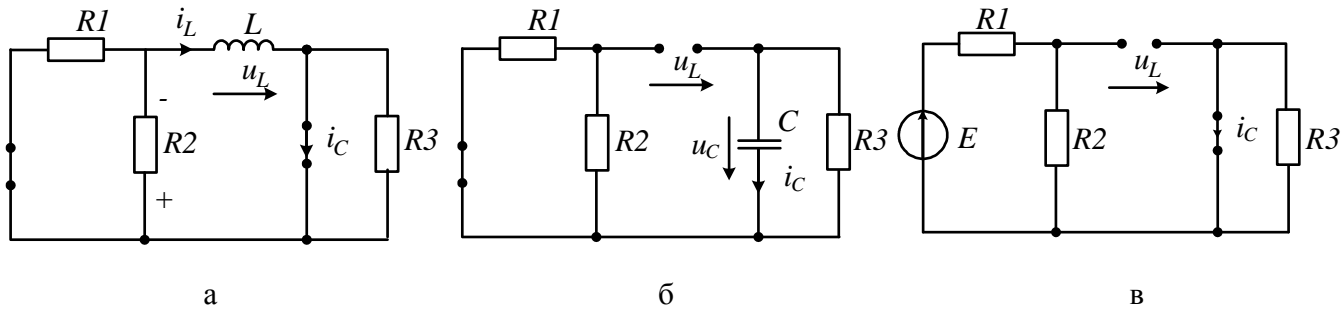 R1 i_L L R1 R1
u_L u_L u_L
- C
R2 i_C R3 R2 u_C R3 E R2 i_C R3
+ i_C
а б в